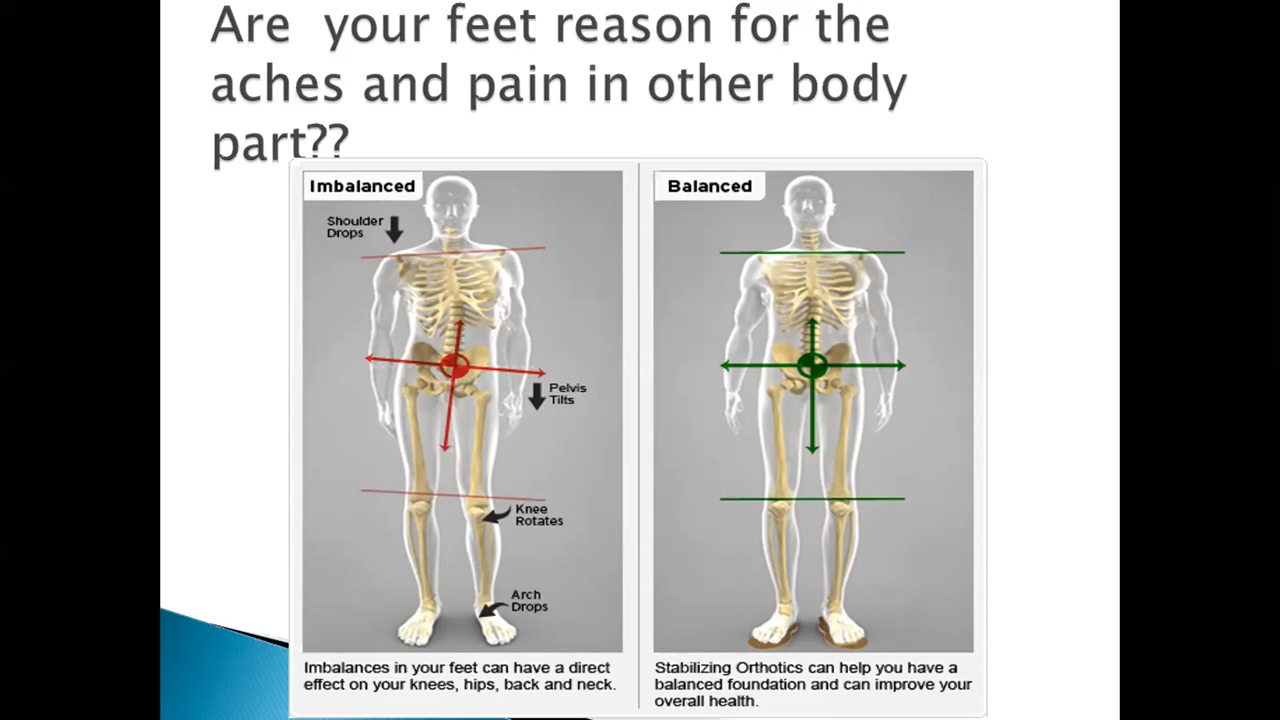 Are  your feet reason for the
aches and pain in other body
part??
Imbalanced
Shoulder
Drops
Pelvis
Tilts
Knee
Rotates
Arch
Drops
Imbalances in your feet can have a direct
effect on your knees, hips, back and neck.
Balanced
Stabilizing Orthotics can help you have a
balanced foundation and can improve your
overall health.